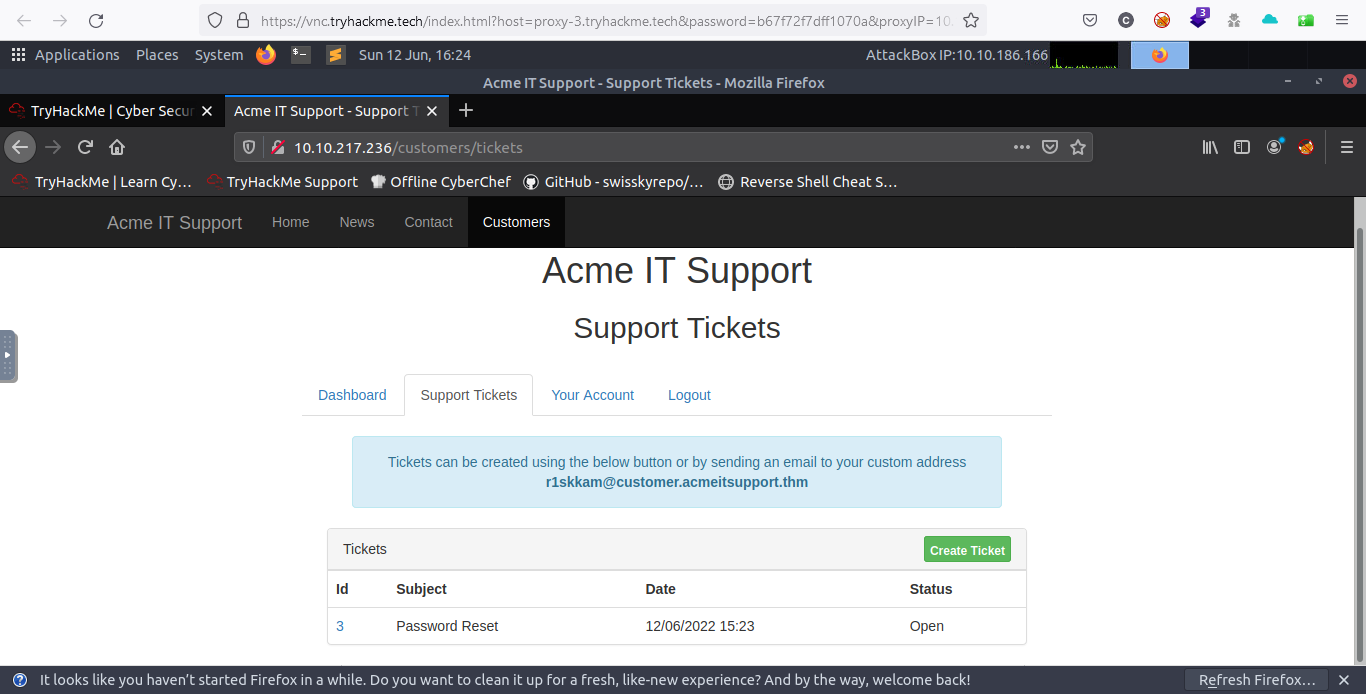 https://vnc.tryhackme.tech/index.html?host=proxy-3.tryhackme.tech&password=b67f72f7dff1070a&proxyIP=10.
3
Applications Places System Sun 12 Jun, 16:24 AttackBox IP:10.10.186.166
Acme IT Support - Support Tickets - Mozilla Firefox
TryHackMe | Cyber Secur Acme IT Support - Support T
10.10.217.236/customers/tickets
TryHackMe | Learn Cy… TryHackMe Support Offline CyberChef GitHub - swisskyrepo/… Reverse Shell Cheat S…
Acme IT Support Home News Contact Customers
Acme IT Support
Support Tickets
Dashboard Support Tickets Your Account Logout
Tickets can be created using the below button or by sending an email to your custom address
r1skkam@customer.acmeitsupport.thm
Tickets Create Ticket
Id Subject Date Status
3 Password Reset 12/06/2022 15:23 Open
It looks like you haven’t started Firefox in a while. Do you want to clean it up for a fresh, like-new experience? And by the way, welcome back! Refresh Firefox…